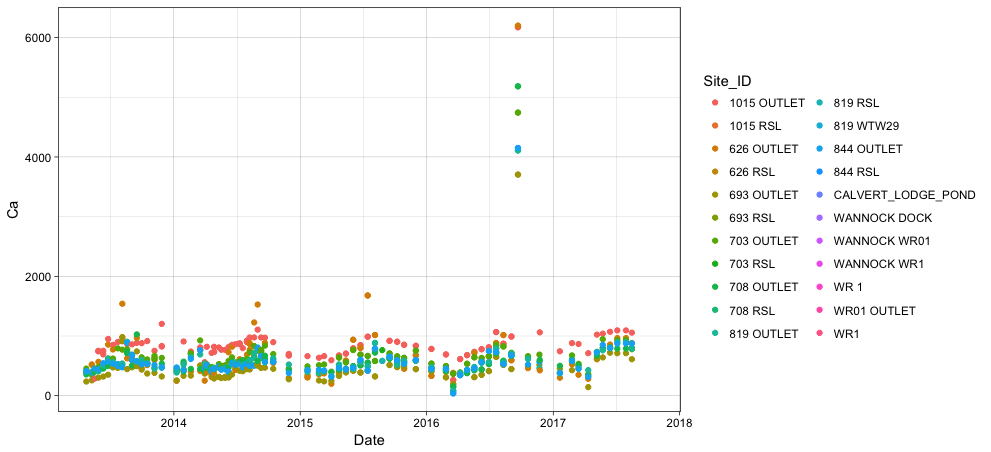 6000
4000
2000
0
Ca
2014
2015
2016
2017
2018
Date
Site_ID
1015 OUTLET
1015 RSL
626 OUTLET
626 RSL
693 OUTLET
693 RSL
703 OUTLET
703 RSL
708 OUTLET
708 RSL
819 OUTLET
819 RSL
819 WTW29
844 OUTLET
844 RSL
CALVERT_LODGE_POND
WANNOCK DOCK
WANNOCK WR01
WANNOCK WR1
WR 1
WR01 OUTLET
WR1